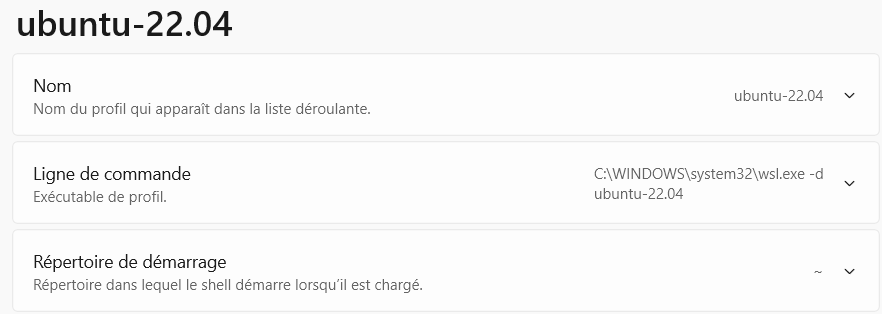 ubuntu-22.04
Nom
Nom du profil qui apparaît dans la liste déroulante.
ubuntu-22.04
Ligne de commande
Exécutable de profil.
C:\WINDOWS\system32\wsl.exe -d
ubuntu-22.04
Répertoire de démarrage
Répertoire dans lequel le shell démarre lorsqu’il est chargé.
~